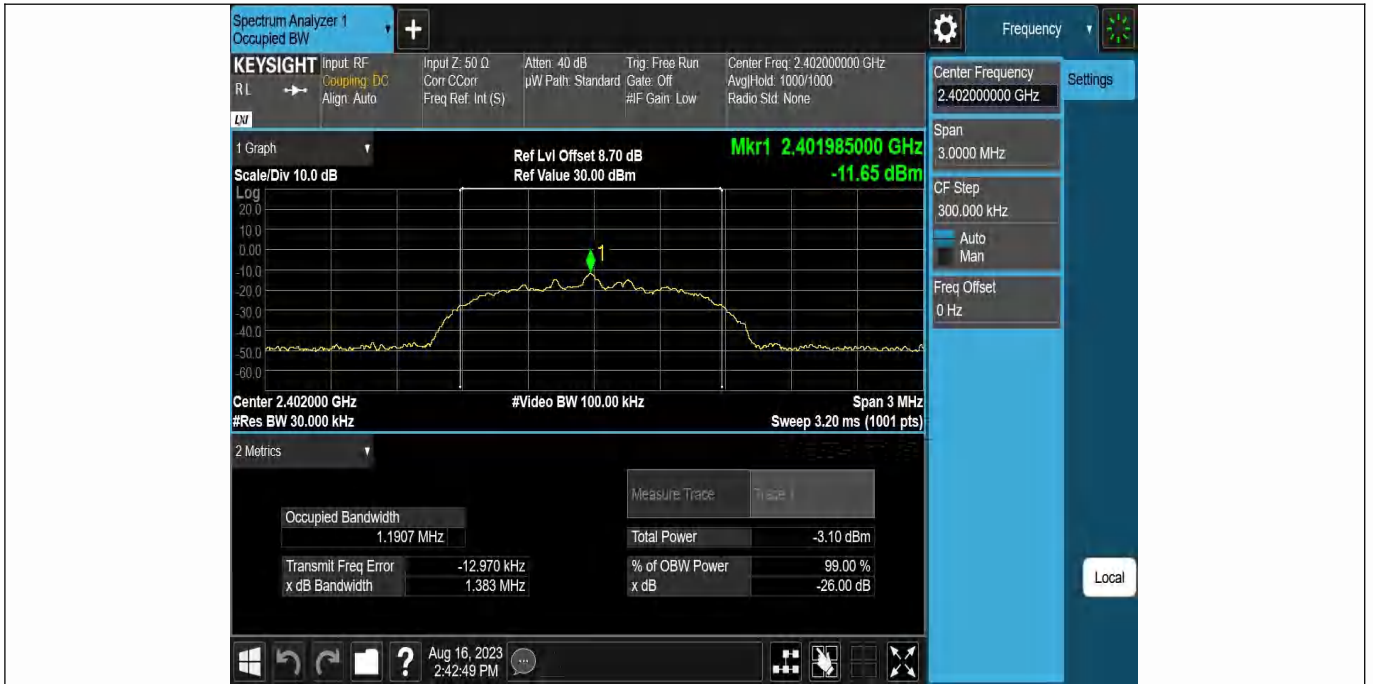 Spectrum Analyzer 1
Occupied BW
+
Frequency
KEYSIGHT
Input: RF
Coupling: DC
Align: Auto
Input Z: 50 Ω
Corr CCorr
Freq Ref: Int (S)
Atten: 40 dB
µW Path: Standard
Trig: Free Run
Gate: Off
#IF Gain: Low
Center Freq: 2.402000000 GHz
Avg|Hold: 1000/1000
Radio Std: None
R L
LXI
Center Frequency
2.402000000 GHz
Settings
Span
3.0000 MHz
CF Step
300.000 kHz
Auto
Man
Freq Offset
0 Hz
1 Graph
Scale/Div 10.0 dB
Ref Lvl Offset 8.70 dB
Ref Value 30.00 dBm
Mkr1 2.401985000 GHz
-11.65 dBm
Log
20.0
10.0
0.00
-10.0
-20.0
-30.0
-40.0
-50.0
-60.0
1
Center 2.402000 GHz
#Video BW 100.00 kHz
Span 3 MHz
#Res BW 30.000 kHz
Sweep 3.20 ms (1001 pts)
2 Metrics
Measure Trace
Trace 1
Occupied Bandwidth
1.1907 MHz
Total Power
-3.10 dBm
Transmit Freq Error
-12.970 kHz
% of OBW Power
99.00 %
x dB Bandwidth
1.383 MHz
x dB
-26.00 dB
Local
?
Aug 16, 2023
2:42:49 PM